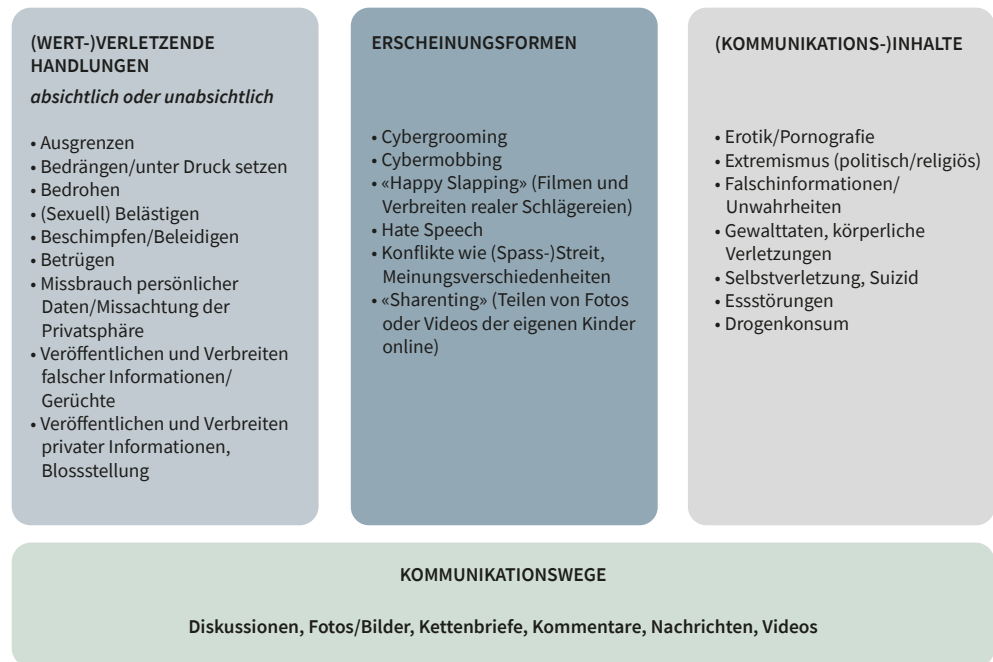 (WERT-)VERLETZENDE
HANDLUNGEN
absichtlich oder unabsichtlich
• Ausgrenzen
• Bedrängen/unter Druck setzen
• Bedrohen
• (Sexuell) Belästigen
• Beschimpfen/Beleidigen
• Betrügen
• Missbrauch persönlicher
Daten/Missachtung der
Privatsphäre
• Veröffentlichen und Verbreiten
falscher Informationen/
Gerüchte
• Veröffentlichen und Verbreiten
privater Informationen,
Blossstellung
ERSCHEINUNGSFORMEN
• Cybergrooming
• Cybermobbing
• «Happy Slapping» (Filmen und
Verbreiten realer Schlägereien)
• Hate Speech
• Konflikte wie (Spass-)Streit,
Meinungsverschiedenheiten
• «Sharenting» (Teilen von Fotos
oder Videos der eigenen Kinder
online)
(KOMMUNIKATIONS-)INHALTE
• Erotik/Pornografie
• Extremismus (politisch/religiös)
• Falschinformationen/
Unwahrheiten
• Gewalttaten, körperliche
Verletzungen
• Selbstverletzung, Suizid
• Essstörungen
• Drogenkonsum
KOMMUNIKATIONSWEGE
Diskussionen, Fotos/Bilder, Kettenbriefe, Kommentare, Nachrichten, Videos